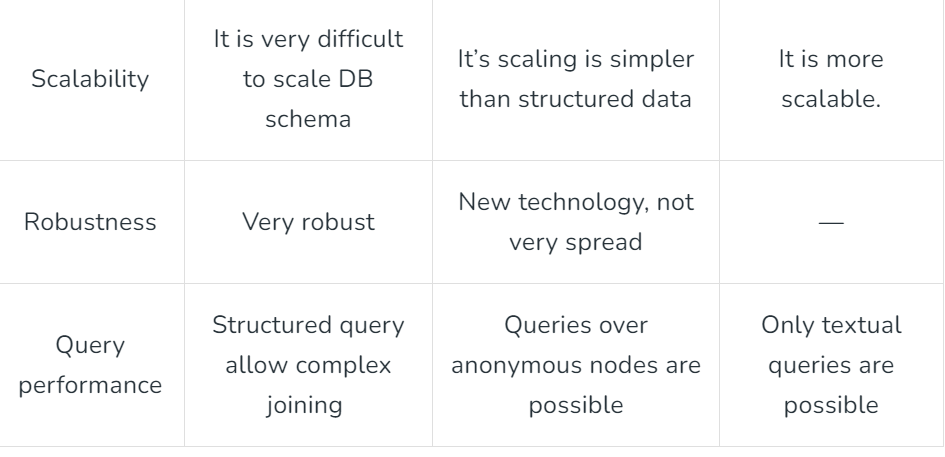 Scalability
It is very difficult
to scale DB
schema
It’s scaling is simpler
than structured data
It is more
scalable.
Robustness
Very robust
New technology, not
very spread
—
Query
performance
Structured query
allow complex
joining
Queries over
anonymous nodes are
possible
Only textual
queries are
possible